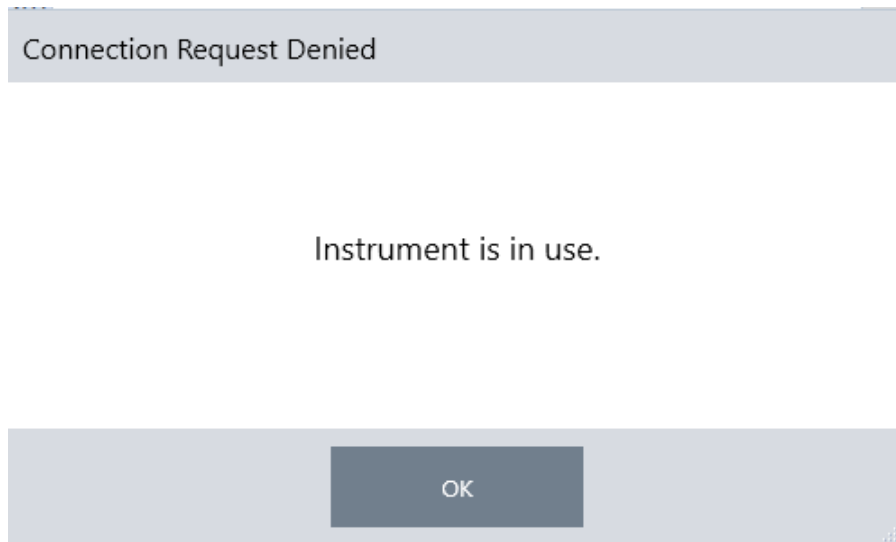 Connection Request Denied
Instrument is in use.
OK